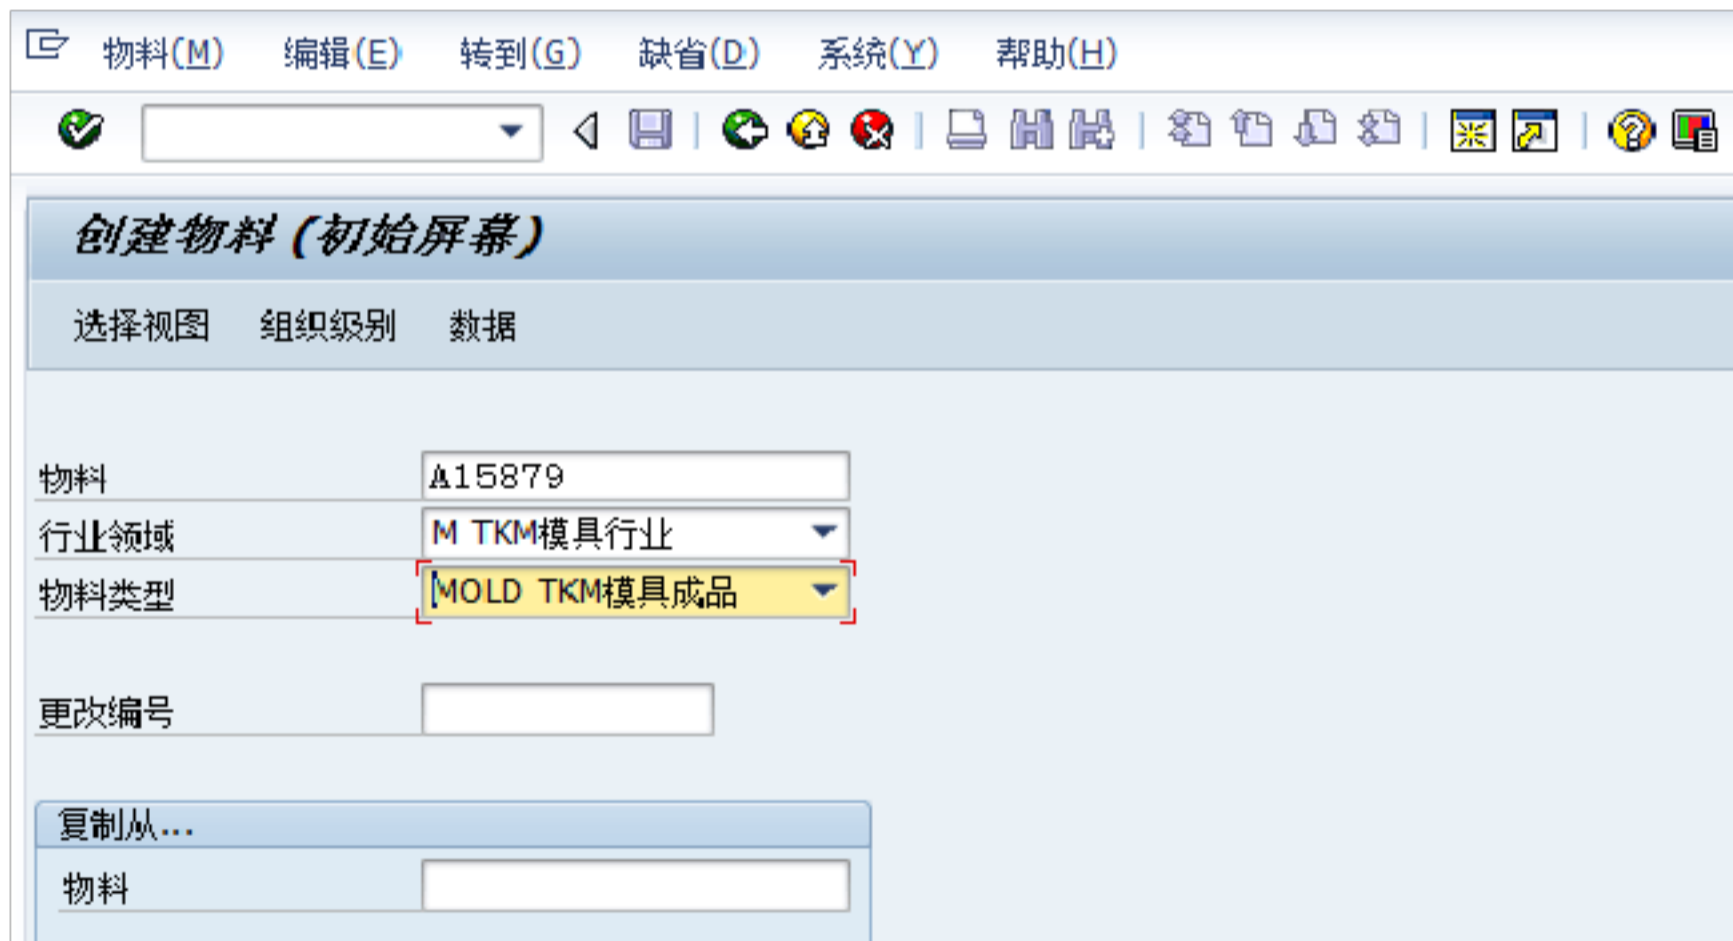 物料(M) 编辑(E) 转到(G) 缺省(D) 系统(Y) 帮助(H)
创建物料(初始屏幕)
选择视图 组织级别 数据
物料 A15879
行业领域 M TKM模具行业
物料类型 MOLD TKM模具成品
更改编号
复制从...
物料